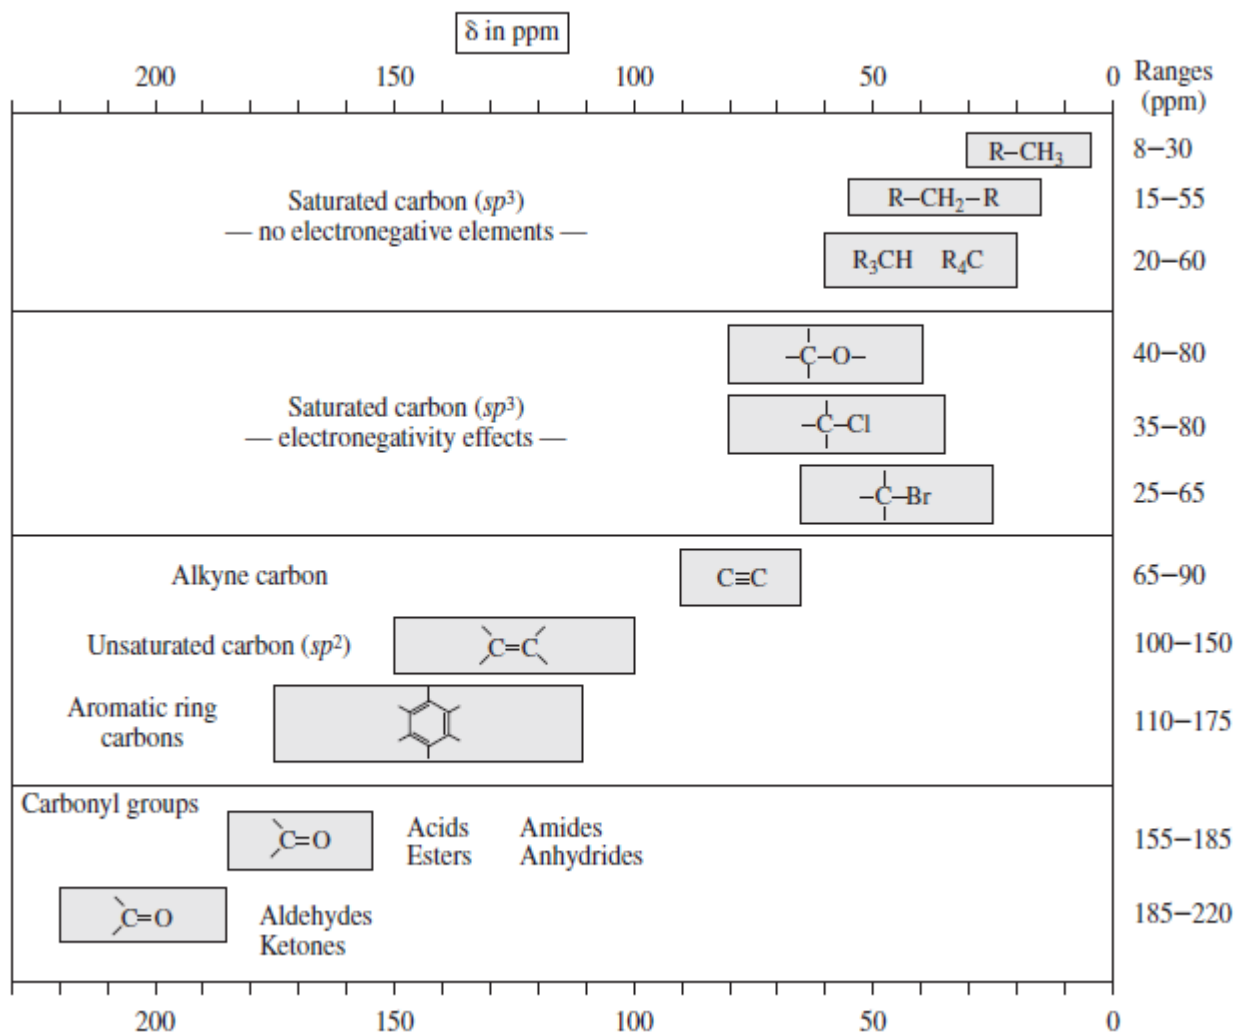 δ in ppm
200 150 100 50 0 Ranges
(ppm)
R–CH₃ 8–30
Saturated carbon (sp³) R–CH₂–R 15–55
— no electronegative elements —
R₃CH R₄C 20–60
–C–O– 40–80
Saturated carbon (sp³)
— electronegativity effects — –C–Cl 35–80
–C–Br 25–65
Alkyne carbon C≡C 65–90
Unsaturated carbon (sp²) C=C 100–150
Aromatic ring
carbons 110–175
Carbonyl groups
C=O Acids Amides 155–185
Esters Anhydrides
C=O Aldehydes 185–220
Ketones
200 150 100 50 0